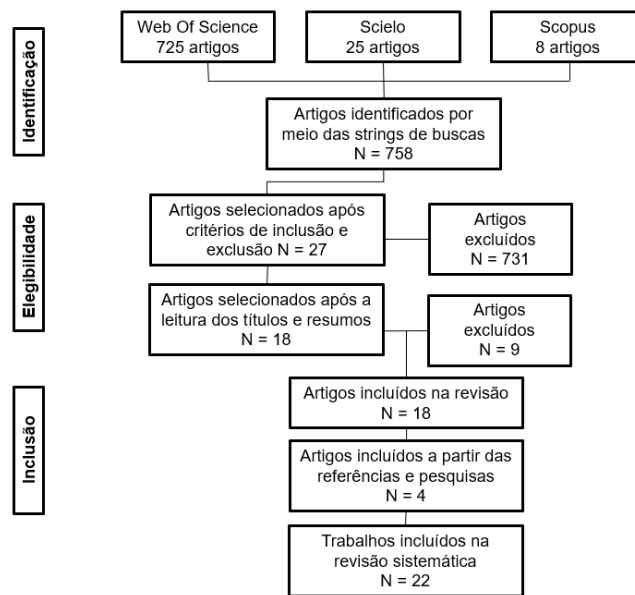 Identificação
Web Of Science
725 artigos
Scielo
25 artigos
Scopus
8 artigos
Artigos identificados por
meio das strings de buscas
N = 758
Elegibilidade
Artigos selecionados após
critérios de inclusão e
exclusão N = 27
Artigos
excluídos
N = 731
Artigos selecionados após a
leitura dos títulos e resumos
N = 18
Artigos
excluídos
N = 9
Inclusão
Artigos incluídos na revisão
N = 18
Artigos incluídos a partir das
referências e pesquisas
N = 4
Trabalhos incluídos na
revisão sistemática
N = 22